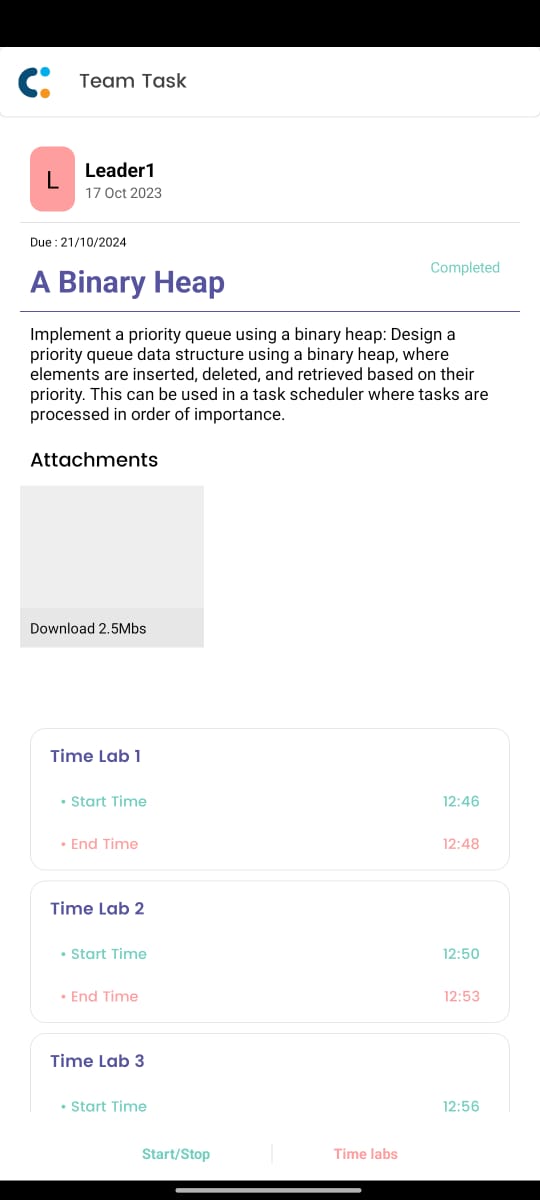 Team Task
L
Leader1
17 Oct 2023
Due : 21/10/2024
Completed
A Binary Heap
Implement a priority queue using a binary heap: Design a
priority queue data structure using a binary heap, where
elements are inserted, deleted, and retrieved based on their
priority. This can be used in a task scheduler where tasks are
processed in order of importance.
Attachments
Download 2.5Mbs
Time Lab 1
• Start Time 12:46
• End Time 12:48
Time Lab 2
• Start Time 12:50
• End Time 12:53
Time Lab 3
• Start Time 12:56
Start/Stop Time labs